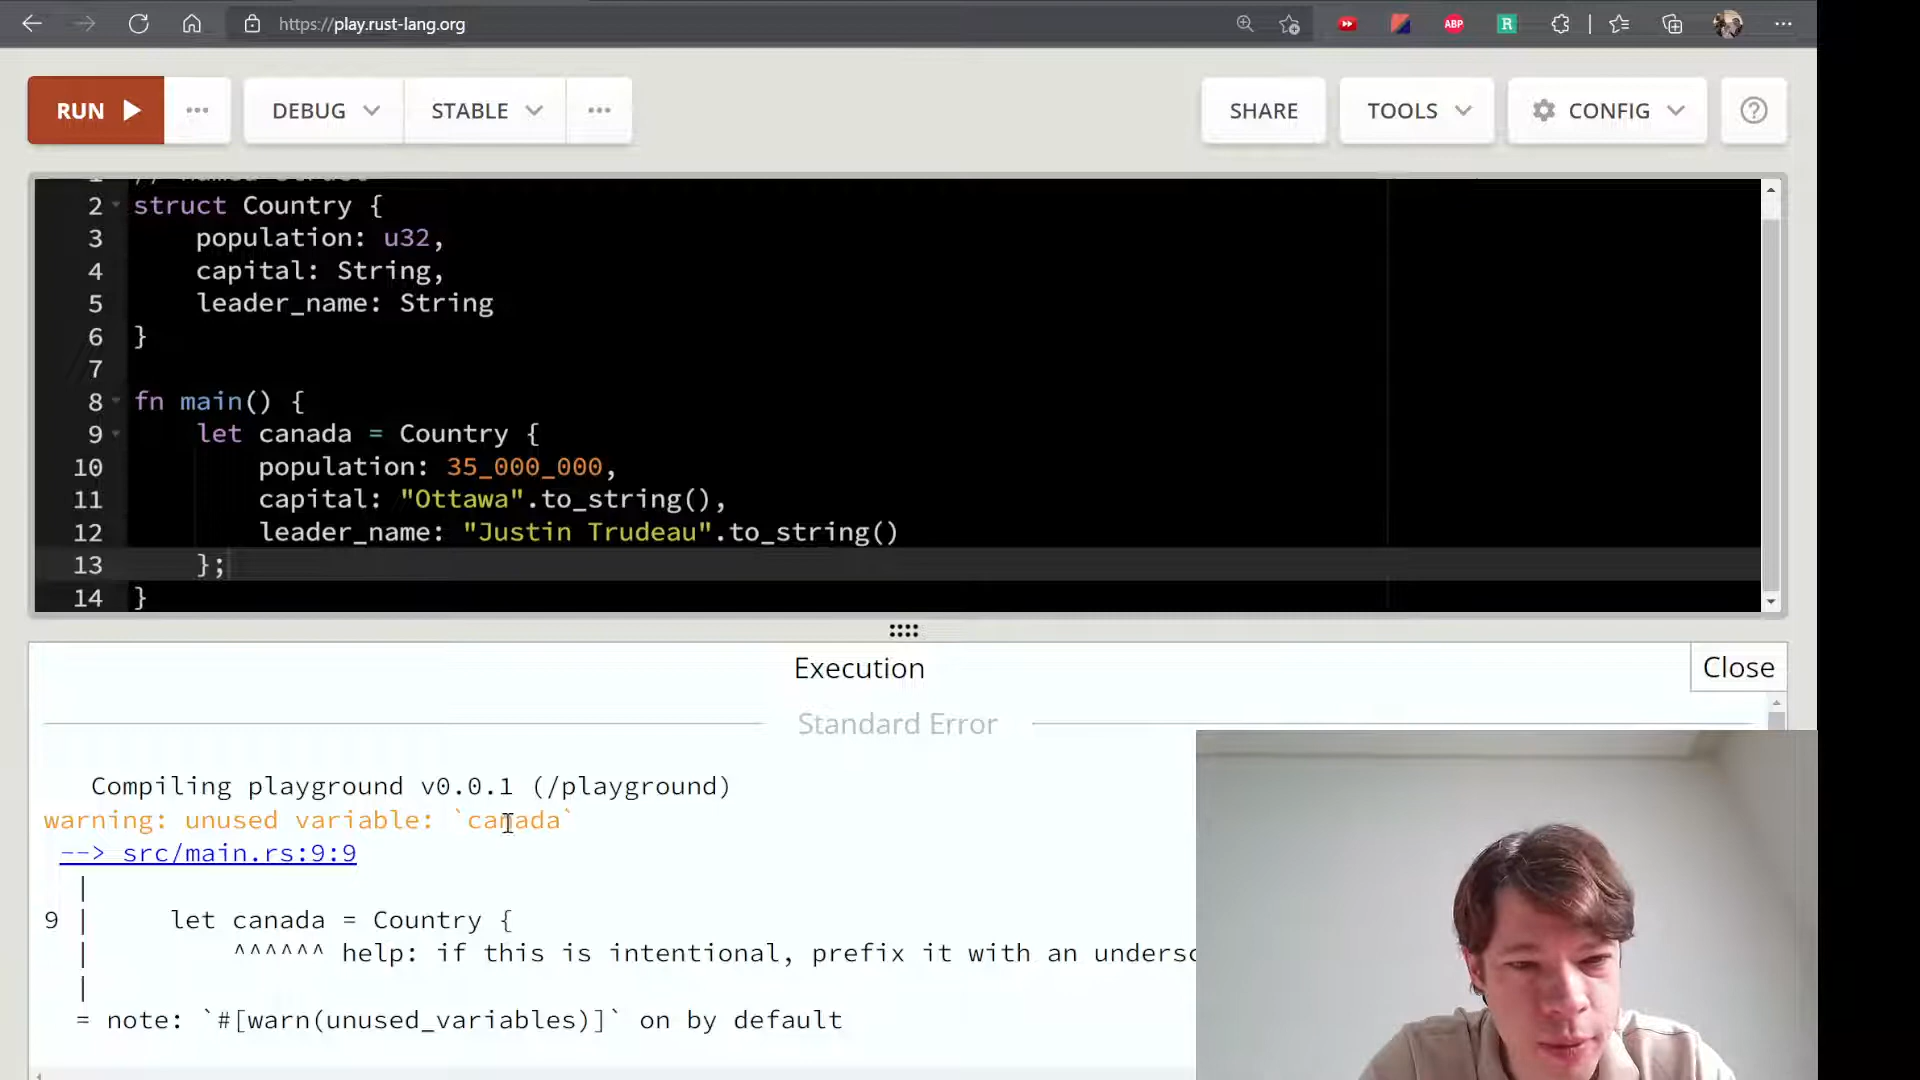 https://play.rust-lang.org
ABP
R
RUN
DEBUG
STABLE
SHARE
TOOLS
CONFIG
1
2 struct Country {
3 population: u32,
4 capital: String,
5 leader_name: String
6 }
7
8 fn main() {
9 let canada = Country {
10 population: 35_000_000,
11 capital: "Ottawa".to_string(),
12 leader_name: "Justin Trudeau".to_string()
13 };
14 }
Execution
Close
Standard Error
Compiling playground v0.0.1 (/playground)
warning: unused variable: `canada`
--> src/main.rs:9:9
|
9 | let canada = Country {
| ^^^^^^ help: if this is intentional, prefix it with an
|
= note: `#[warn(unused_variables)]` on by default